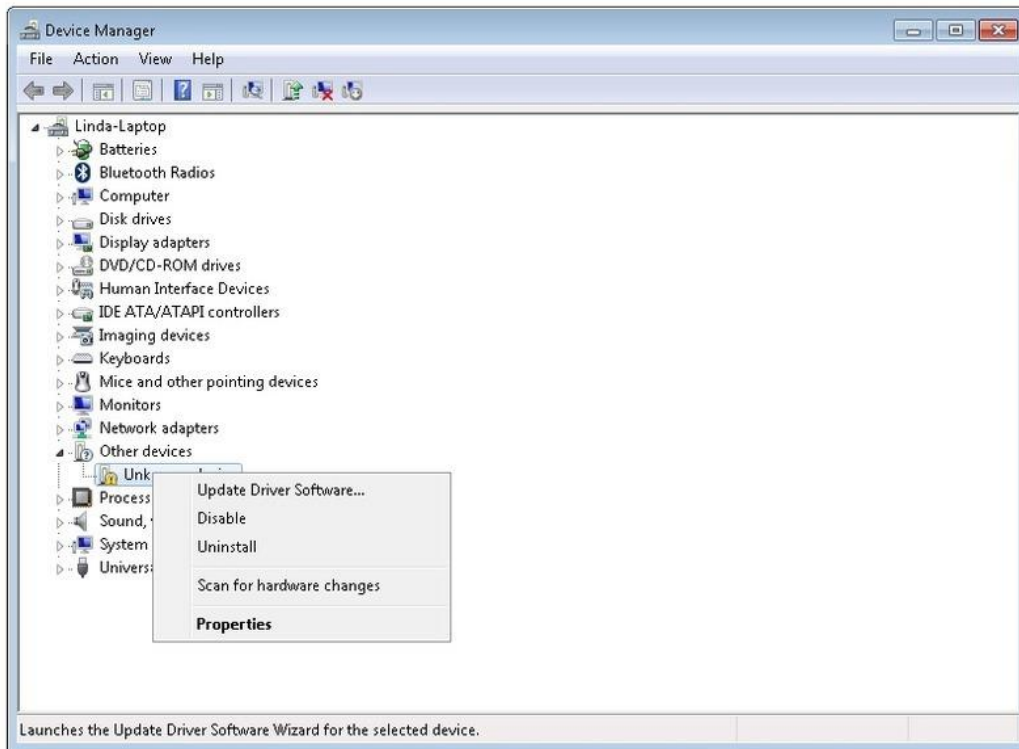 Device Manager
File Action View Help
Linda-Laptop
Batteries
Bluetooth Radios
Computer
Disk drives
Display adapters
DVD/CD-ROM drives
Human Interface Devices
IDE ATA/ATAPI controllers
Imaging devices
Keyboards
Mice and other pointing devices
Monitors
Network adapters
Other devices
Unk
Process
Sound,
System
Univers
Update Driver Software...
Disable
Uninstall
Scan for hardware changes
Properties
Launches the Update Driver Software Wizard for the selected device.